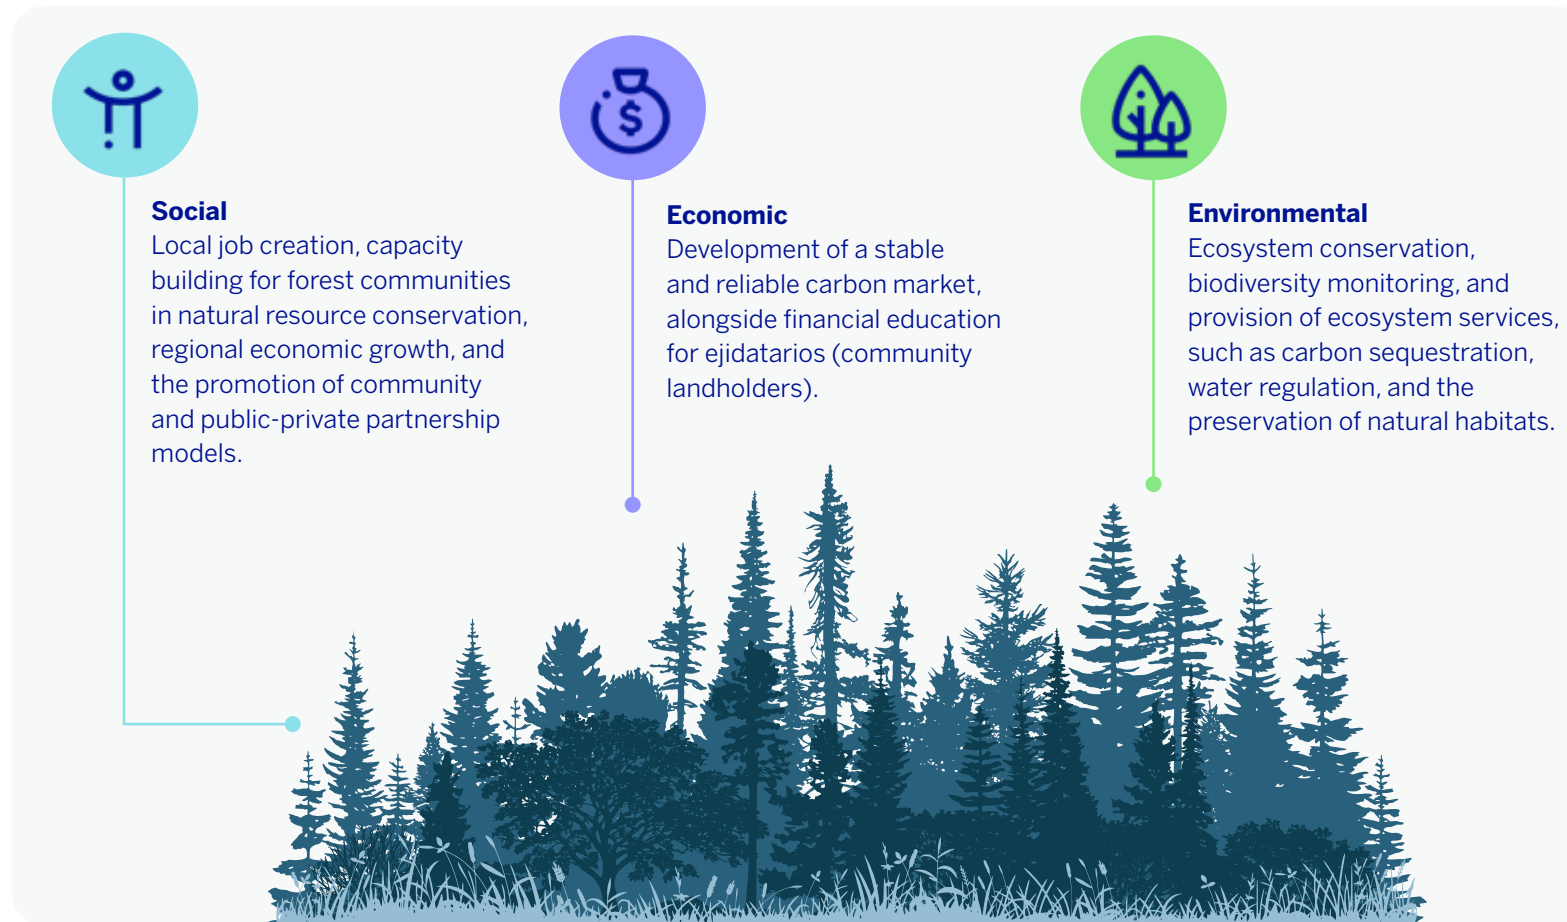 Social
Local job creation, capacity
building for forest communities
in natural resource conservation,
regional economic growth, and
the promotion of community
and public-private partnership
models.
Economic
Development of a stable
and reliable carbon market,
alongside financial education
for ejidatarios (community
landholders).
Environmental
Ecosystem conservation,
biodiversity monitoring, and
provision of ecosystem services,
such as carbon sequestration,
water regulation, and the
preservation of natural habitats.
$